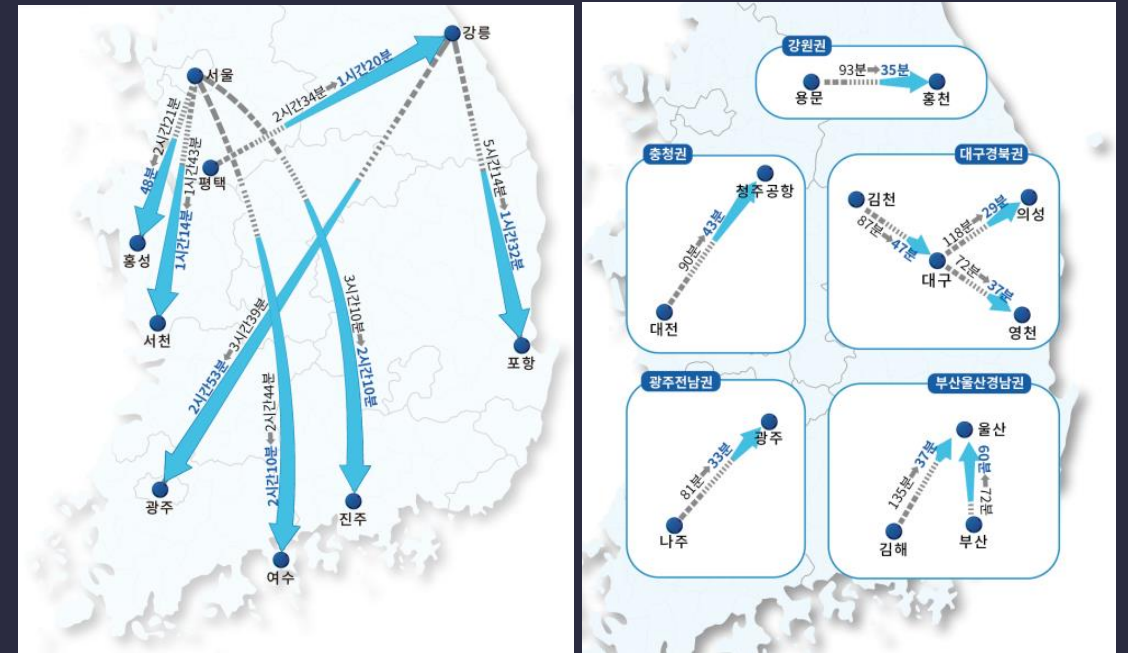 강릉
서울
2시간34분➡1시간20분
48분⬅2시간21분
1시간14분⬅1시간43분
평택
5시간14분➡1시간32분
홍성
서천
2시간53분⬅3시간39분
3시간10분➡2시간10분
2시간10분⬅2시간44분
포항
광주
진주
여수
강원권
93분➡35분
용문
홍천
충청권
청주공항
90분➡43분
대전
대구경북권
김천
의성
87분➡47분
118분➡29분
대구
72분➡37분
영천
광주전남권
광주
81분➡33분
나주
부산울산경남권
울산
135분➡37분
60분⬅72분
김해
부산